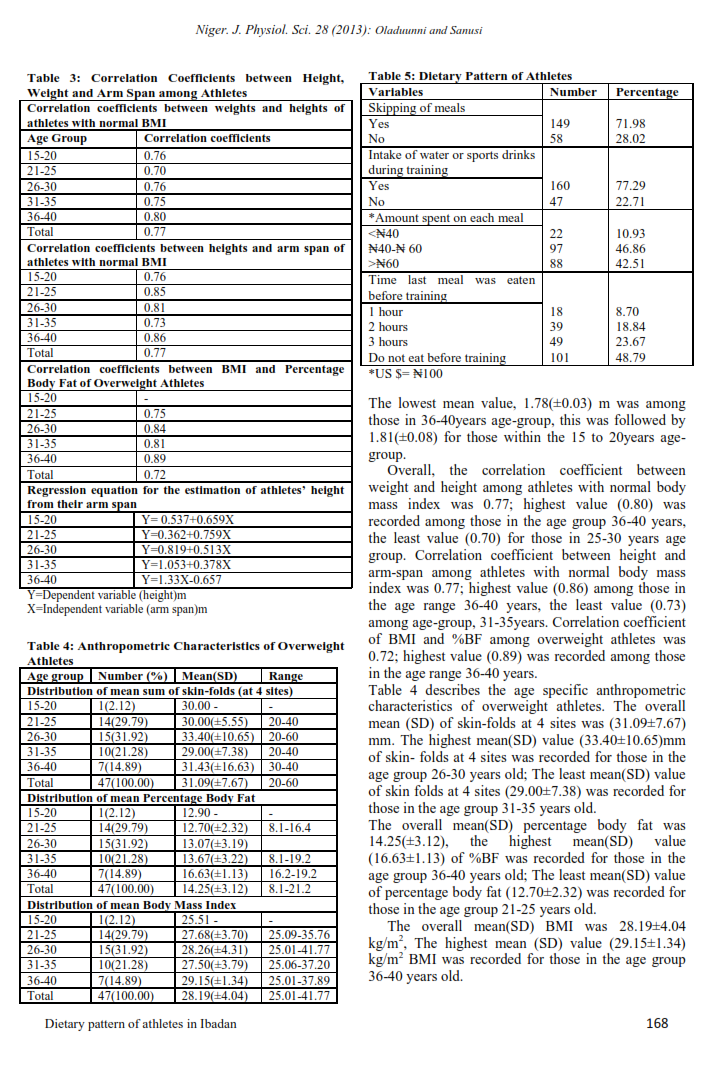 Niger. J. Physiol. Sci. 28 (2013): Oladuunni and Sanusi
Table 3: Correlation Coefficients between Height,
Weight and Arm Span among Athletes
Correlation coefficients between weights and heights of
athletes with normal BMI
Age Group Correlation coefficients
15-20 0.76
21-25 0.70
26-30 0.76
31-35 0.75
36-40 0.80
Total 0.77
Correlation coefficients between heights and arm span of
athletes with normal BMI
15-20 0.76
21-25 0.85
26-30 0.81
31-35 0.73
36-40 0.86
Total 0.77
Correlation coefficients between BMI and Percentage
Body Fat of Overweight Athletes
15-20 -
21-25 0.75
26-30 0.84
31-35 0.81
36-40 0.89
Total 0.72
Regression equation for the estimation of athletes' height
from their arm span
15-20 Y= 0.537+0.659X
21-25 Y=0.362+0.759X
26-30 Y=0.819+0.513X
31-35 Y=1.053+0.378X
36-40 Y=1.33X-0.657
Y=Dependent variable (height)m
X=Independent variable (arm span)m
Table 4: Anthropometric Characteristics of Overweight
Athletes
Age group Number (%) Mean(SD) Range
Distribution of mean sum of skin-folds (at 4 sites)
15-20 1(2.12) 30.00 - -
21-25 14(29.79) 30.00(±5.55) 20-40
26-30 15(31.92) 33.40(±10.65) 20-60
31-35 10(21.28) 29.00(±7.38) 20-40
36-40 7(14.89) 31.43(±16.63) 30-40
Total 47(100.00) 31.09(±7.67) 20-60
Distribution of mean Percentage Body Fat
15-20 1(2.12) 12.90 - -
21-25 14(29.79) 12.70(±2.32) 8.1-16.4
26-30 15(31.92) 13.07(±3.19)
31-35 10(21.28) 13.67(±3.22) 8.1-19.2
36-40 7(14.89) 16.63(±1.13) 16.2-19.2
Total 47(100.00) 14.25(±3.12) 8.1-21.2
Distribution of mean Body Mass Index
15-20 1(2.12) 25.51 - -
21-25 14(29.79) 27.68(±3.70) 25.09-35.76
26-30 15(31.92) 28.26(±4.31) 25.01-41.77
31-35 10(21.28) 27.50(±3.79) 25.06-37.20
36-40 7(14.89) 29.15(±1.34) 25.01-37.89
Total 47(100.00) 28.19(±4.04) 25.01-41.77
Table 5: Dietary Pattern of Athletes
Variables Number Percentage
Skipping of meals
Yes 149 71.98
No 58 28.02
Intake of water or sports drinks
during training
Yes 160 77.29
No 47 22.71
*Amount spent on each meal
<₦40 22 10.93
₦40-₦ 60 97 46.86
>₦60 88 42.51
Time last meal was eaten
before training
1 hour 18 8.70
2 hours 39 18.84
3 hours 49 23.67
Do not eat before training 101 48.79
*US $= ₦100
The lowest mean value, 1.78(±0.03) m was among
those in 36-40years age-group, this was followed by
1.81(±0.08) for those within the 15 to 20years age-
group.
Overall, the correlation coefficient between
weight and height among athletes with normal body
mass index was 0.77; highest value (0.80) was
recorded among those in the age group 36-40 years,
the least value (0.70) for those in 25-30 years age
group. Correlation coefficient between height and
arm-span among athletes with normal body mass
index was 0.77; highest value (0.86) among those in
the age range 36-40 years, the least value (0.73)
among age-group, 31-35years. Correlation coefficient
of BMI and %BF among overweight athletes was
0.72; highest value (0.89) was recorded among those
in the age range 36-40 years.
Table 4 describes the age specific anthropometric
characteristics of overweight athletes. The overall
mean (SD) of skin-folds at 4 sites was (31.09±7.67)
mm. The highest mean(SD) value (33.40±10.65)mm
of skin- folds at 4 sites was recorded for those in the
age group 26-30 years old; The least mean(SD) value
of skin folds at 4 sites (29.00±7.38) was recorded for
those in the age group 31-35 years old.
The overall mean(SD) percentage body fat was
14.25(±3.12), the highest mean(SD) value
(16.63±1.13) of %BF was recorded for those in the
age group 36-40 years old; The least mean(SD) value
of percentage body fat (12.70±2.32) was recorded for
those in the age group 21-25 years old.
The overall mean(SD) BMI was 28.19±4.04
kg/m², The highest mean (SD) value (29.15±1.34)
kg/m² BMI was recorded for those in the age group
36-40 years old.
Dietary pattern of athletes in Ibadan 168